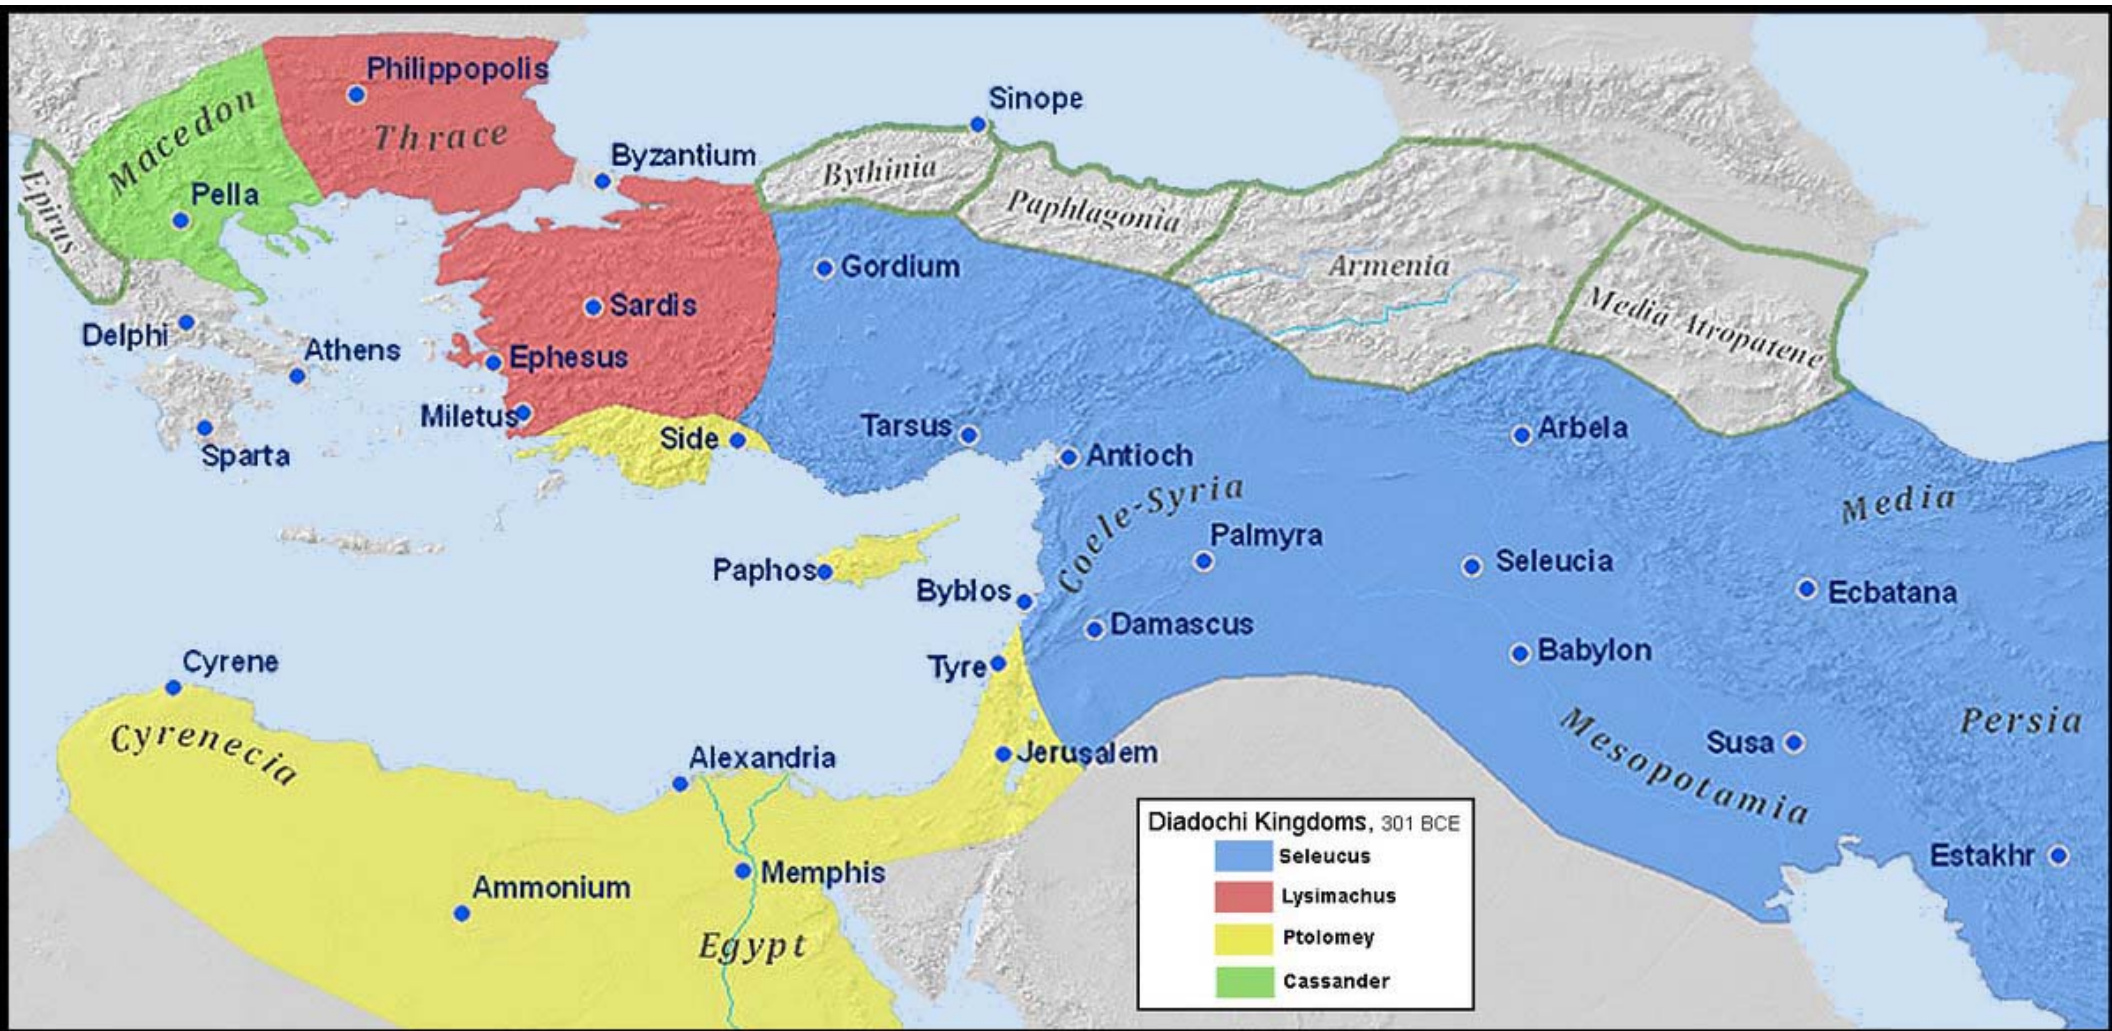 Philippopolis
Macedon
Thrace
Sinope
Byzantium
Bythinia
Epirus
Pella
Paphlagonia
Gordium
Armenia
Media Atropatene
Sardis
Delphi
Athens
Ephesus
Miletus
Side
Tarsus
Arbela
Sparta
Antioch
Coele-Syria
Media
Palmyra
Paphos
Byblos
Seleucia
Ecbatana
Damascus
Cyrene
Tyre
Babylon
Cyrenecia
Alexandria
Jerusalem
Mesopotamia
Susa
Persia
Diadochi Kingdoms, 301 BCE
Seleucus
Lysimachus
Ptolomey
Cassander
Estakhr
Ammonium
Memphis
Egypt